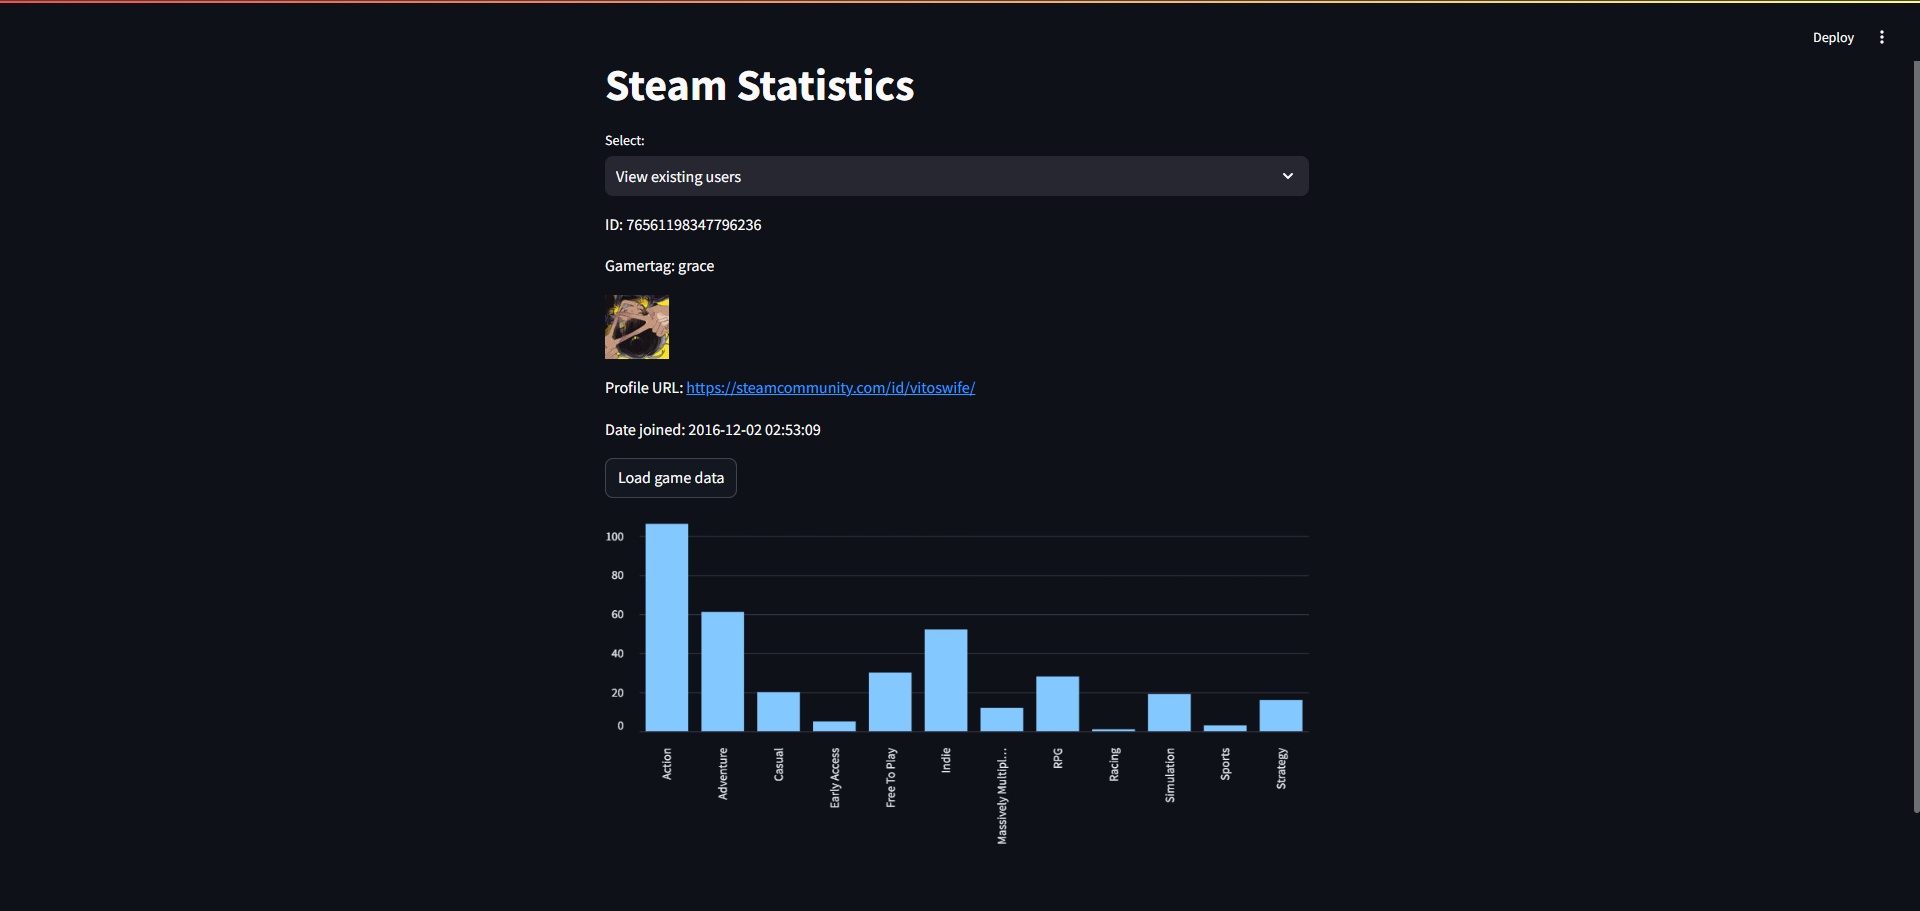 Deploy
Steam Statistics
Select:
View existing users
ID: 76561198347796236
Gamertag: grace
Profile URL: https://steamcommunity.com/id/vitoswife/
Date joined: 2016-12-02 02:53:09
Load game data
100
80
60
40
20
0
Action
Adventure
Casual
Early Access
Free To Play
Indie
Massively Multipl...
RPG
Racing
Simulation
Sports
Strategy